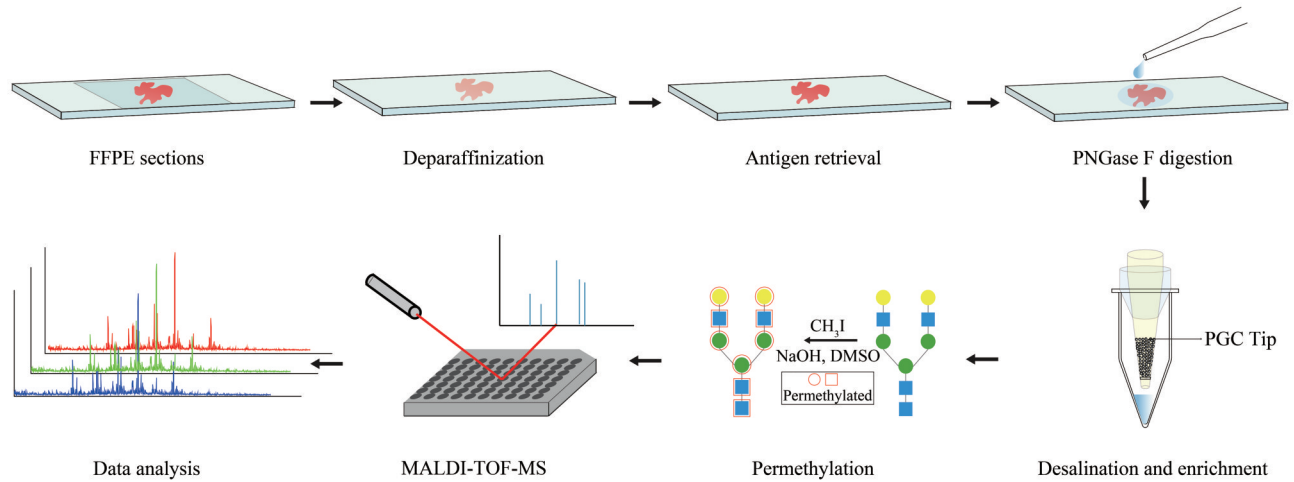 FFPE sections
Deparaffinization
Antigen retrieval
PNGase F digestion
CH₃I
NaOH, DMSO
Permethylated
PGC Tip
Data analysis
MALDI-TOF-MS
Permethylation
Desalination and enrichment